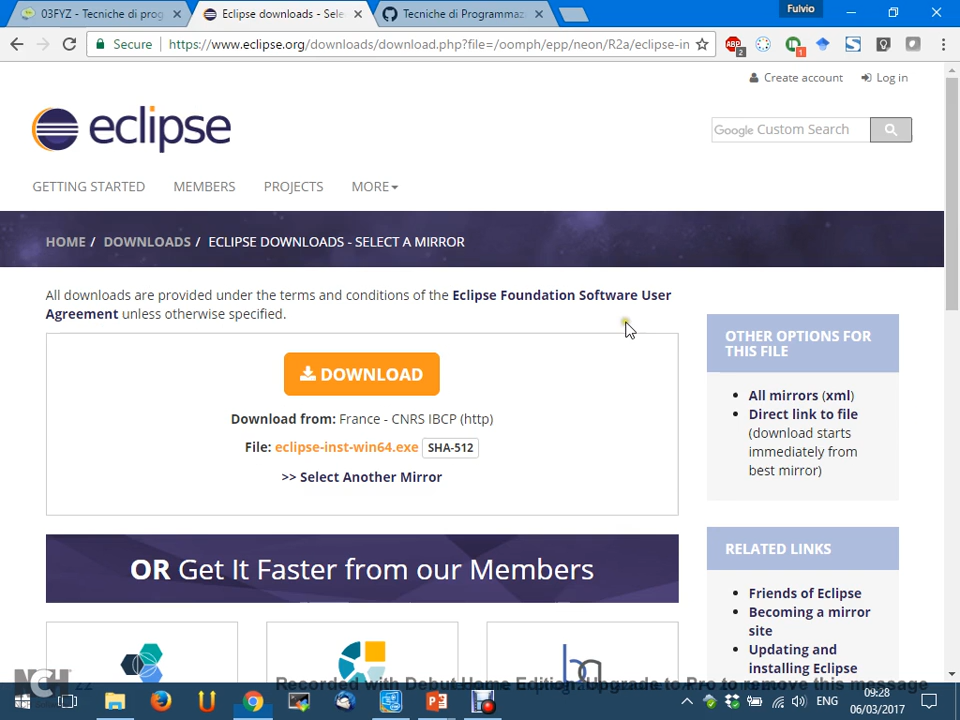 03FYZ - Tecniche di prog
Eclipse downloads - Sele
Tecniche di Programmaz
Fulvio
Secure
https://www.eclipse.org/downloads/download.php?file=/oomph/epp/neon/R2a/eclipse-in
ABP
2
1
Create account
Log in
eclipse
Google Custom Search
GETTING STARTED
MEMBERS
PROJECTS
MORE
HOME / DOWNLOADS / ECLIPSE DOWNLOADS - SELECT A MIRROR
All downloads are provided under the terms and conditions of the Eclipse Foundation Software User
Agreement unless otherwise specified.
DOWNLOAD
Download from: France - CNRS IBCP (http)
File: eclipse-inst-win64.exe SHA-512
>> Select Another Mirror
OR Get It Faster from our Members
OTHER OPTIONS FOR
THIS FILE
All mirrors (xml)
Direct link to file
(download starts
immediately from
best mirror)
RELATED LINKS
Friends of Eclipse
Becoming a mirror
site
Updating and
installing Eclipse
NCH
22
Recorded with Debut Home Edition. Upgrade to Pro to remove this message
ENG
09:28
06/03/2017